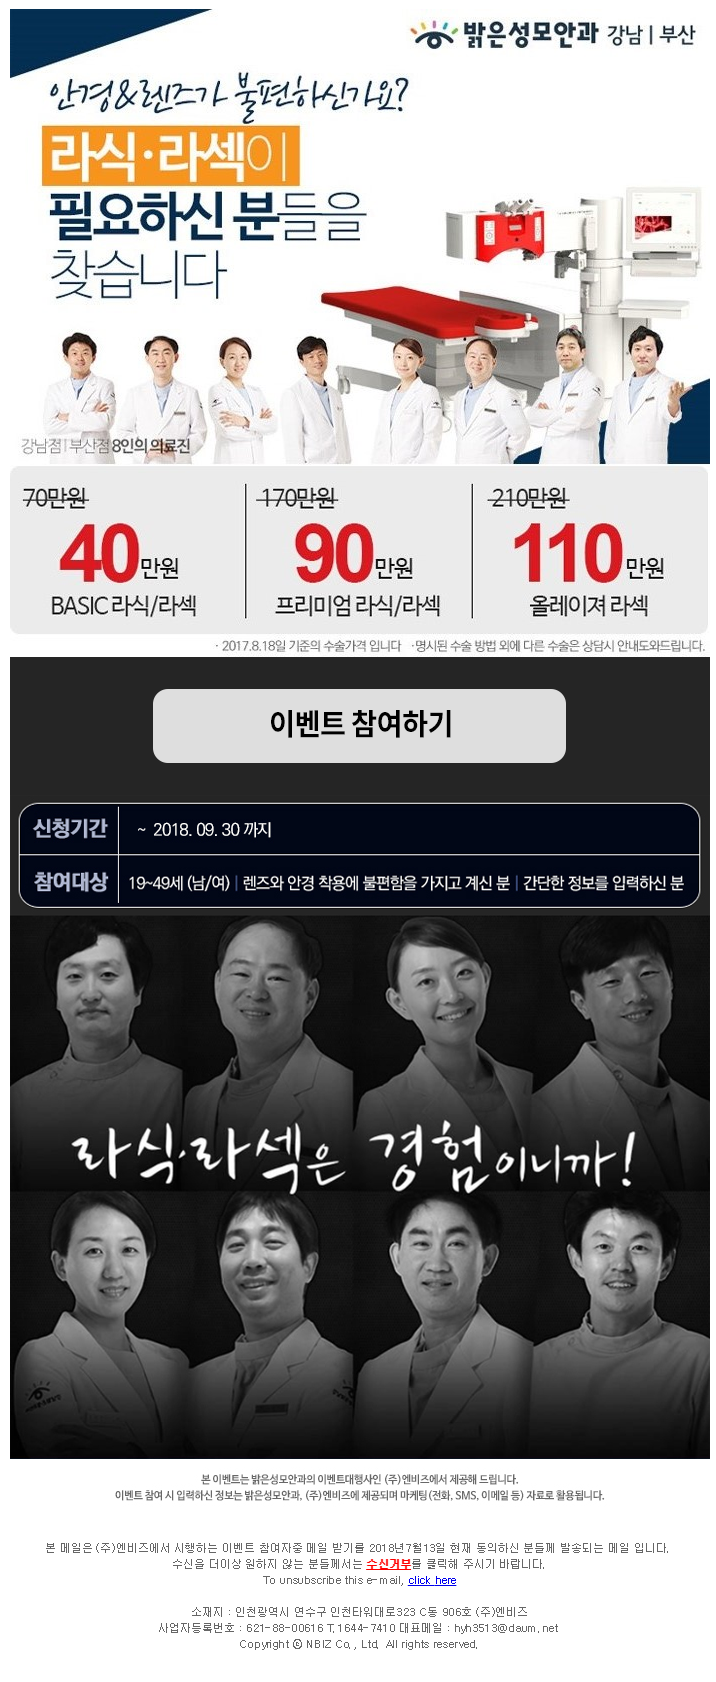 밝은성모안과 강남 | 부산
안경&렌즈가 불편하신가요?
라식·라섹이
필요하신 분들을
찾습니다
강남점 | 부산점 8인의 의료진
70만원 170만원 210만원
40만원 90만원 110만원
BASIC 라식/라섹 프리미엄 라식/라섹 올레이져 라섹
· 2017.8.18일 기준의 수술가격 입니다 ·명시된 수술 방법 외에 다른 수술은 상담시 안내도와드립니다.
이벤트 참여하기
신청기간 ~ 2018. 09. 30 까지
참여대상 19~49세 (남/여) | 렌즈와 안경 착용에 불편함을 가지고 계신 분 | 간단한 정보를 입력하신 분
라식·라섹은 경험이니까!
본 이벤트는 밝은성모안과의 이벤트대행사인 (주)엔비즈에서 제공해 드립니다.
이벤트 참여 시 입력하신 정보는 밝은성모안과, (주)엔비즈에 제공되며 마케팅(전화, SMS, 이메일 등) 자료로 활용됩니다.
본 메일은 (주)엔비즈에서 시행하는 이벤트 참여자중 메일 받기를 2018년7월13일 현재 동의하신 분들께 발송되는 메일 입니다.
수신을 더이상 원하지 않는 분들께서는 수신거부를 클릭해 주시기 바랍니다.
To unsubscribe this e-mail, click here
소재지 : 인천광역시 연수구 인천타워대로323 C동 906호 (주)엔비즈
사업자등록번호 : 621-88-00616 T.1644-7410 대표메일 : hyh3513@daum.net
Copyright ⓒ NBIZ Co., Ltd. All rights reserved.